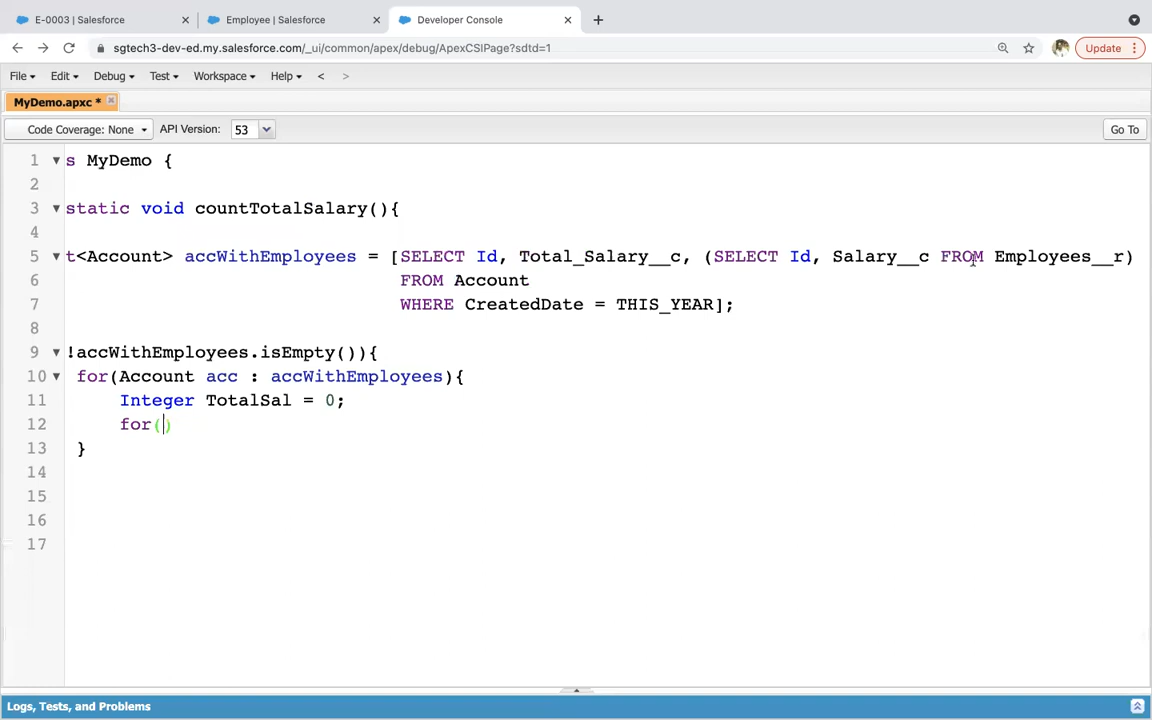 E-0003 | Salesforce
Employee | Salesforce
Developer Console
sgtech3-dev-ed.my.salesforce.com/_ui/common/apex/debug/ApexCSIPage?sdtd=1
Update
File Edit Debug Test Workspace Help < >
MyDemo.apxc *
Code Coverage: None API Version: 53 Go To
1 s MyDemo {
2
3 static void countTotalSalary(){
4
5 t<Account> accWithEmployees = [SELECT Id, Total_Salary__c, (SELECT Id, Salary__c FROM Employees__r)
6 FROM Account
7 WHERE CreatedDate = THIS_YEAR];
8
9 !accWithEmployees.isEmpty()){
10 for(Account acc : accWithEmployees){
11 Integer TotalSal = 0;
12 for()
13 }
14
15
16
17
Logs, Tests, and Problems